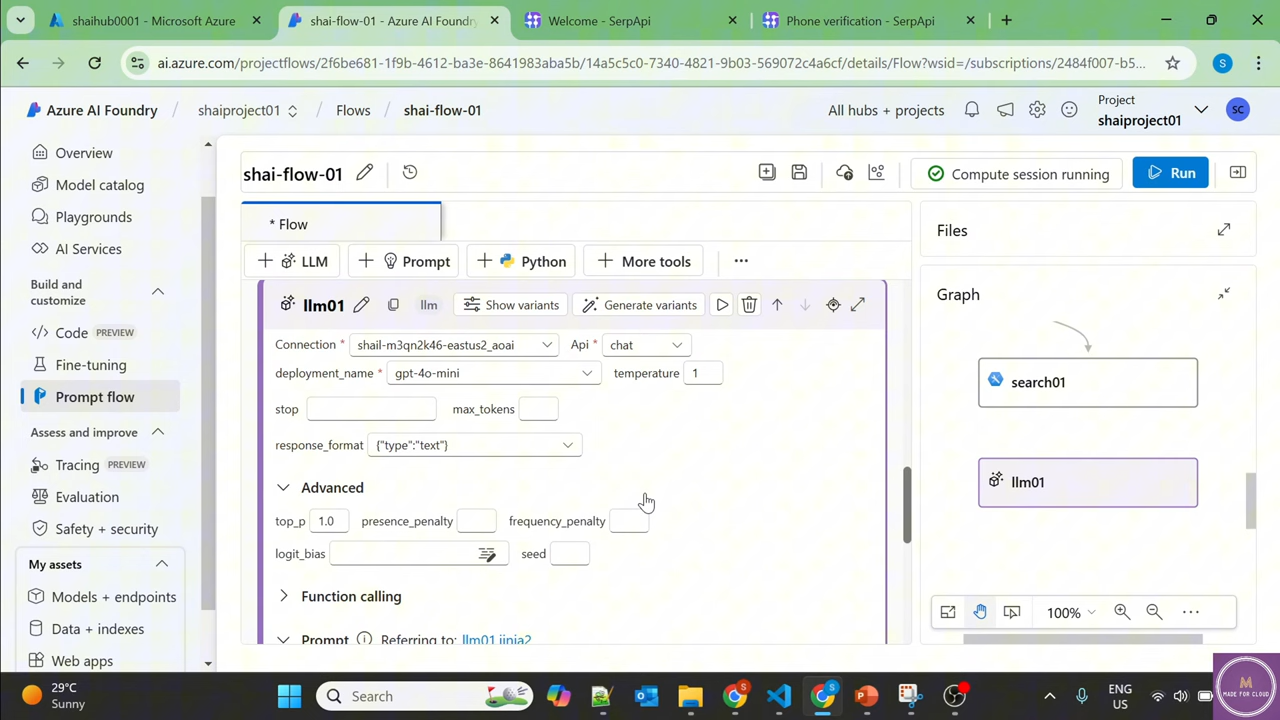 shaihub0001 - Microsoft Azure
shai-flow-01 - Azure AI Foundry
Welcome - SerpApi
Phone verification - SerpApi
ai.azure.com/projectflows/2f6be681-1f9b-4612-ba3e-8641983aba5b/14a5c5c0-7340-4821-9b03-569072c4a6cf/details/Flow?wsid=/subscriptions/2484f007-b5...
S
Azure AI Foundry / shaiproject01 / Flows / shai-flow-01
All hubs + projects
Project
shaiproject01
SC
Overview
Model catalog
Playgrounds
AI Services
Build and
customize
Code PREVIEW
Fine-tuning
Prompt flow
Assess and improve
Tracing PREVIEW
Evaluation
Safety + security
My assets
Models + endpoints
Data + indexes
Web apps
shai-flow-01
Compute session running
Run
* Flow
LLM
Prompt
Python
More tools
llm01
llm
Show variants
Generate variants
Connection * shail-m3qn2k46-eastus2_aoai Api * chat
deployment_name * gpt-4o-mini temperature 1
stop max_tokens
response_format {"type":"text"}
Advanced
top_p 1.0 presence_penalty frequency_penalty
logit_bias seed
Function calling
Prompt Referring to: llm01.jinja2
Files
Graph
search01
llm01
100%
29°C
Sunny
Search
ENG
US
M
MADE FOR CLOUD